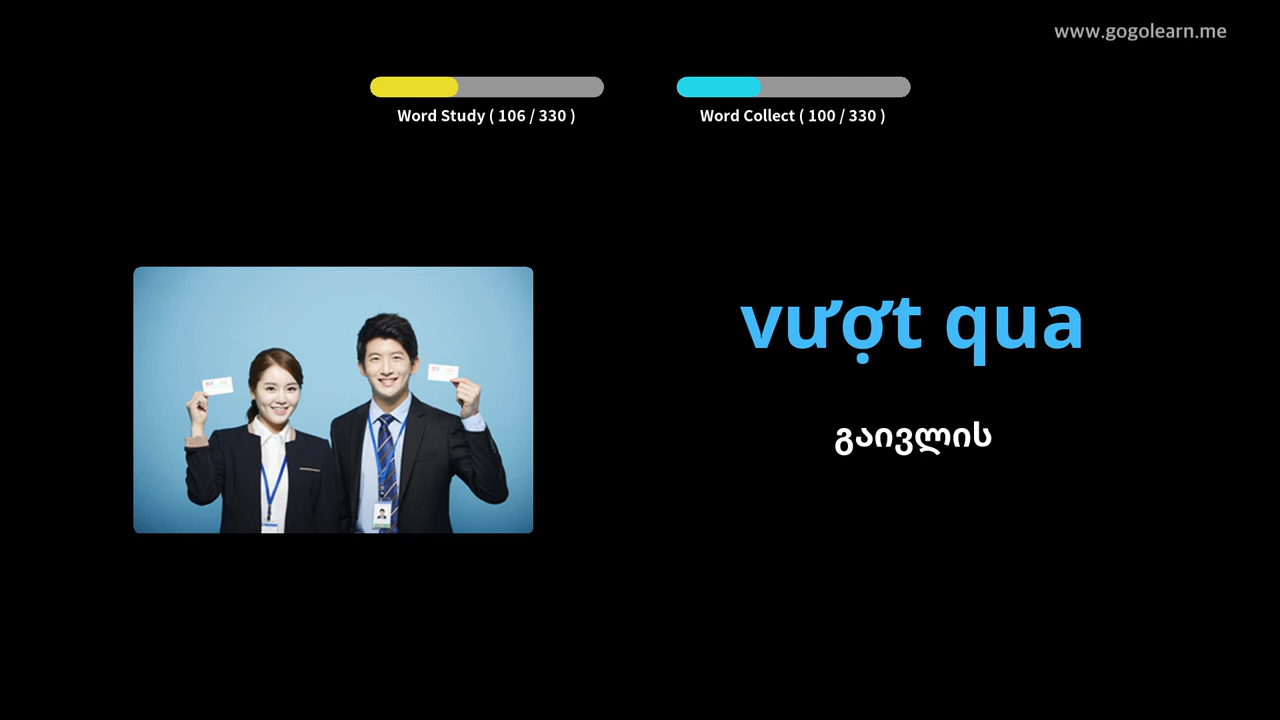 www.gogolearn.me
Word Study ( 106 / 330 )
Word Collect ( 100 / 330 )
vượt qua
გაივლის